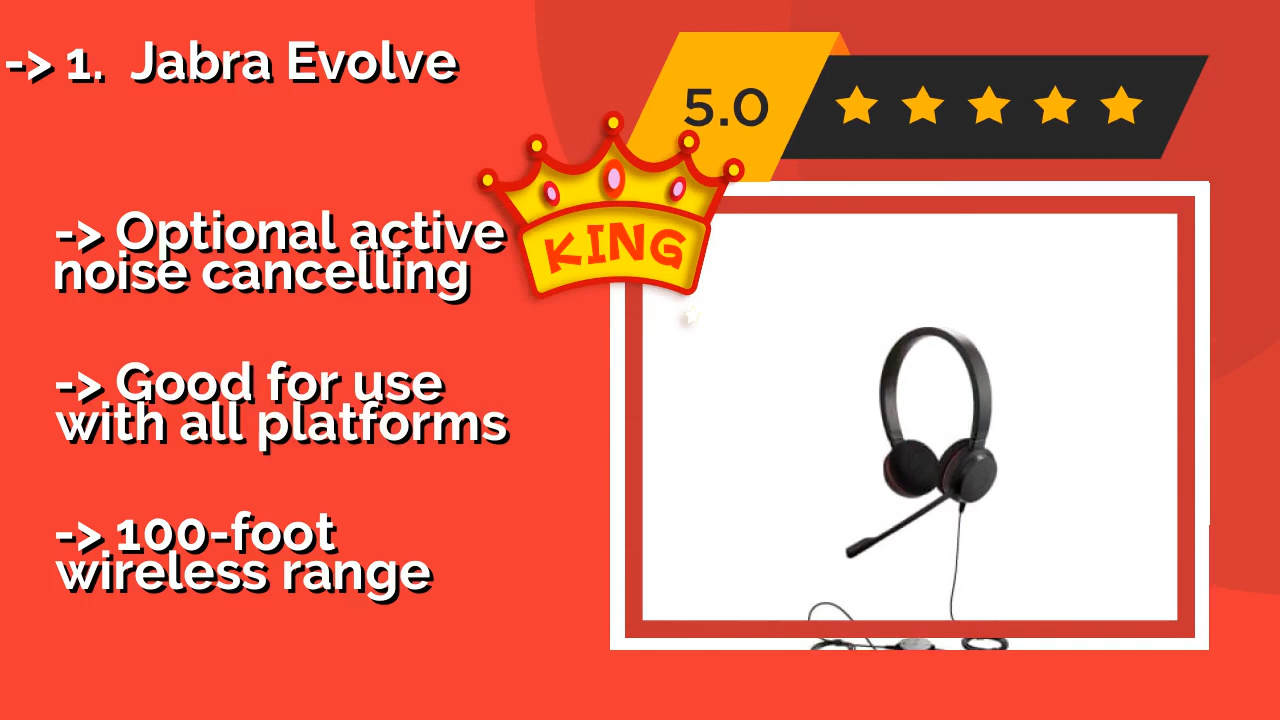 -> 1. Jabra Evolve
5.0
KING
-> Optional active
noise cancelling
-> Good for use
with all platforms
-> 100-foot
wireless range